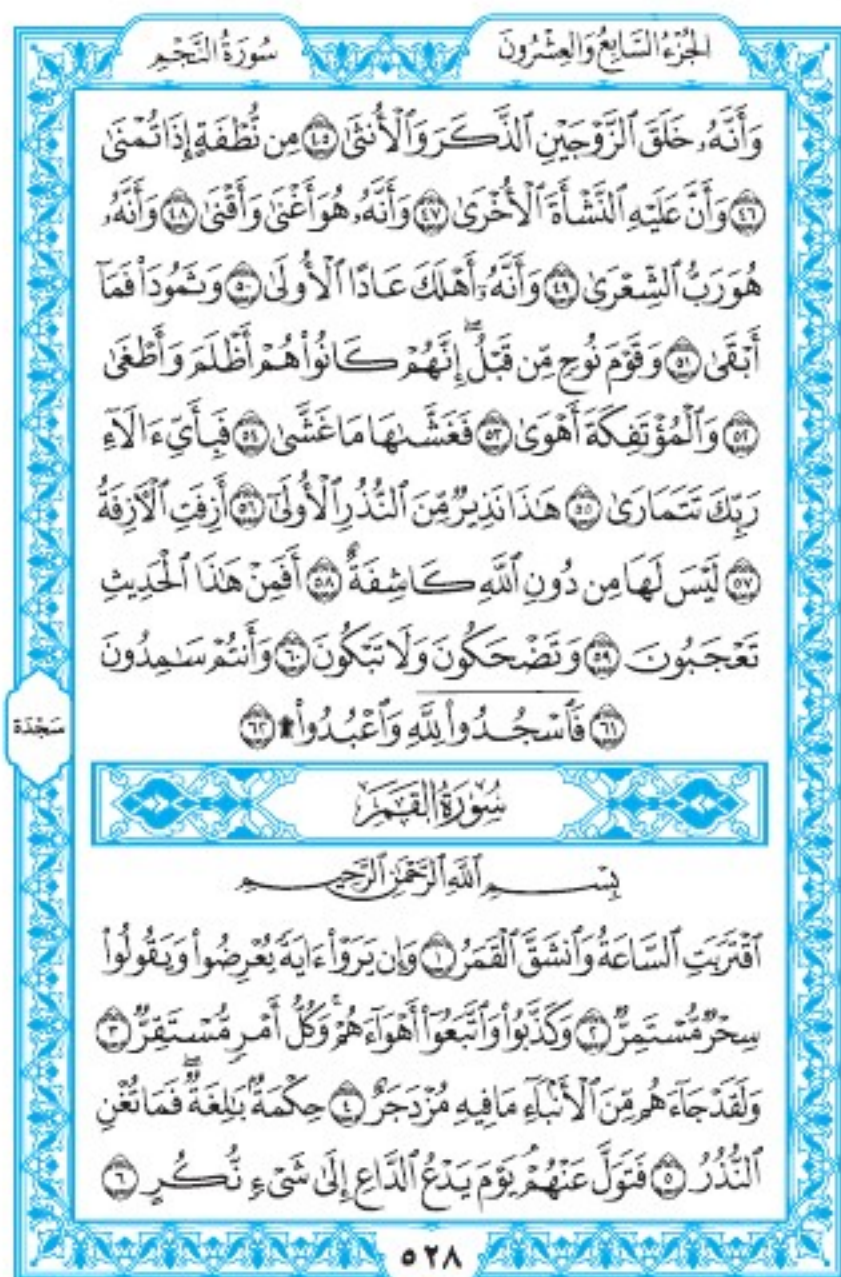 الجُزْءُ السَّابِعُ وَالعِشْرُونَ
سُورَةُ النَّجْمِ
وَأَنَّهُۥ خَلَقَ ٱلزَّوْجَيْنِ ٱلذَّكَرَ وَٱلْأُنثَىٰ ٤٥ مِن نُّطْفَةٍ إِذَا تُمْنَىٰ
٤٦ وَأَنَّ عَلَيْهِ ٱلنَّشْأَةَ ٱلْأُخْرَىٰ ٤٧ وَأَنَّهُۥ هُوَ أَغْنَىٰ وَأَقْنَىٰ ٤٨ وَأَنَّهُۥ
هُوَ رَبُّ ٱلشِّعْرَىٰ ٤٩ وَأَنَّهُۥٓ أَهْلَكَ عَادًا ٱلْأُولَىٰ ٥٠ وَثَمُودَا۟ فَمَآ
أَبْقَىٰ ٥١ وَقَوْمَ نُوحٍ مِّن قَبْلُ ۖ إِنَّهُمْ كَانُوا۟ هُمْ أَظْلَمَ وَأَطْغَىٰ
٥٢ وَٱلْمُؤْتَفِكَةَ أَهْوَىٰ ٥٣ فَغَشَّىٰهَا مَا غَشَّىٰ ٥٤ فَبِأَىِّ ءَالَآءِ
رَبِّكَ تَتَمَارَىٰ ٥٥ هَٰذَا نَذِيرٌ مِّنَ ٱلنُّذُرِ ٱلْأُولَىٰٓ ٥٦ أَزِفَتِ ٱلْءَازِفَةُ
٥٧ لَيْسَ لَهَا مِن دُونِ ٱللَّهِ كَاشِفَةٌ ٥٨ أَفَمِنْ هَٰذَا ٱلْحَدِيثِ
تَعْجَبُونَ ٥٩ وَتَضْحَكُونَ وَلَا تَبْكُونَ ٦٠ وَأَنتُمْ سَٰمِدُونَ
٦١ فَٱسْجُدُوا۟ لِلَّهِ وَٱعْبُدُوا۟ ۩ ٦٢
سَجْدَة
سُورَةُ القَمَرِ
بِسْمِ ٱللَّهِ ٱلرَّحْمَٰنِ ٱلرَّحِيمِ
ٱقْتَرَبَتِ ٱلسَّاعَةُ وَٱنشَقَّ ٱلْقَمَرُ ١ وَإِن يَرَوْا۟ ءَايَةً يُعْرِضُوا۟ وَيَقُولُوا۟
سِحْرٌ مُّسْتَمِرٌّ ٢ وَكَذَّبُوا۟ وَٱتَّبَعُوٓا۟ أَهْوَآءَهُمْ ۚ وَكُلُّ أَمْرٍ مُّسْتَقِرٌّ ٣
وَلَقَدْ جَآءَهُم مِّنَ ٱلْأَنۢبَآءِ مَا فِيهِ مُزْدَجَرٌ ٤ حِكْمَةٌۢ بَٰلِغَةٌ ۖ فَمَا تُغْنِ
ٱلنُّذُرُ ٥ فَتَوَلَّ عَنْهُمْ ۘ يَوْمَ يَدْعُ ٱلدَّاعِ إِلَىٰ شَىْءٍ نُّكُرٍ ٦
٥٢٨